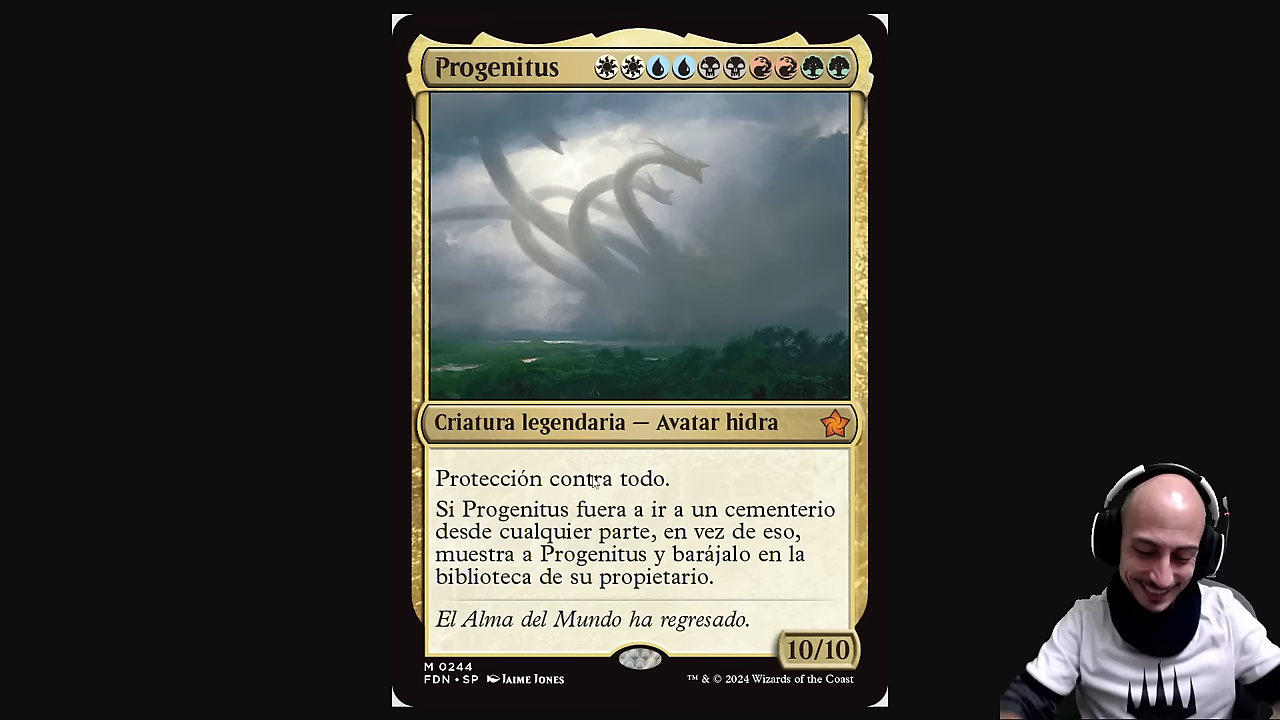 Progenitus
Criatura legendaria — Avatar hidra
Protección contra todo.
Si Progenitus fuera a ir a un cementerio
desde cualquier parte, en vez de eso,
muestra a Progenitus y barájalo en la
biblioteca de su propietario.
El Alma del Mundo ha regresado.
10/10
M 0244
FDN • SP JAIME JONES
™ & © 2024 Wizards of the Coast